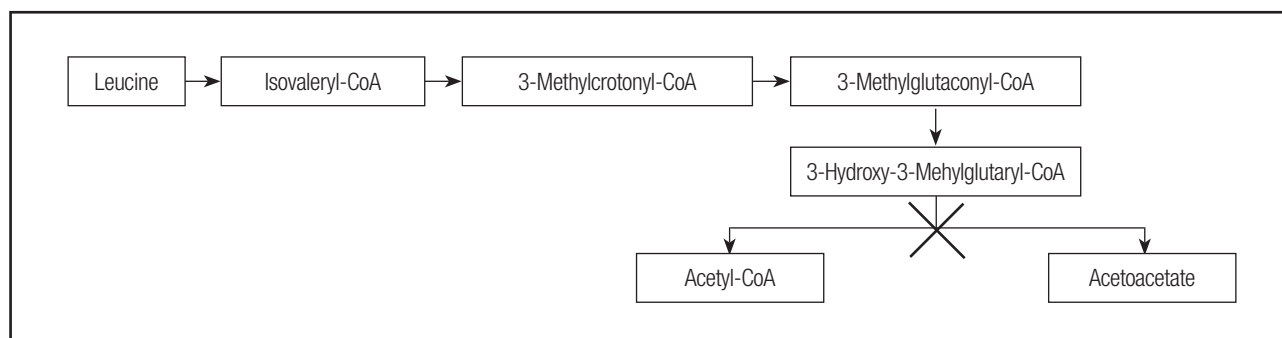 Leucine
Isovaleryl-CoA
3-Methylcrotonyl-CoA
3-Methylglutaconyl-CoA
3-Hydroxy-3-Mehylglutaryl-CoA
Acetyl-CoA
Acetoacetate